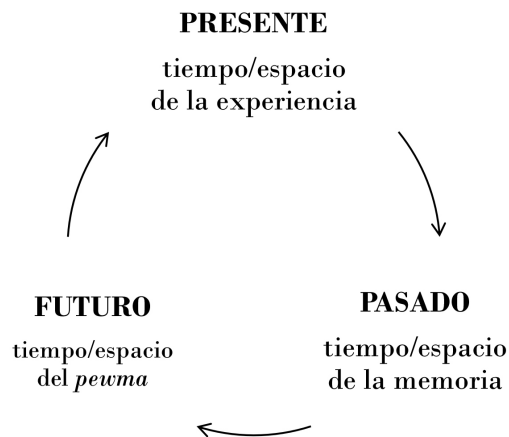 PRESENTE
tiempo/espacio
de la experiencia
FUTURO
tiempo/espacio
del pewma
PASADO
tiempo/espacio
de la memoria